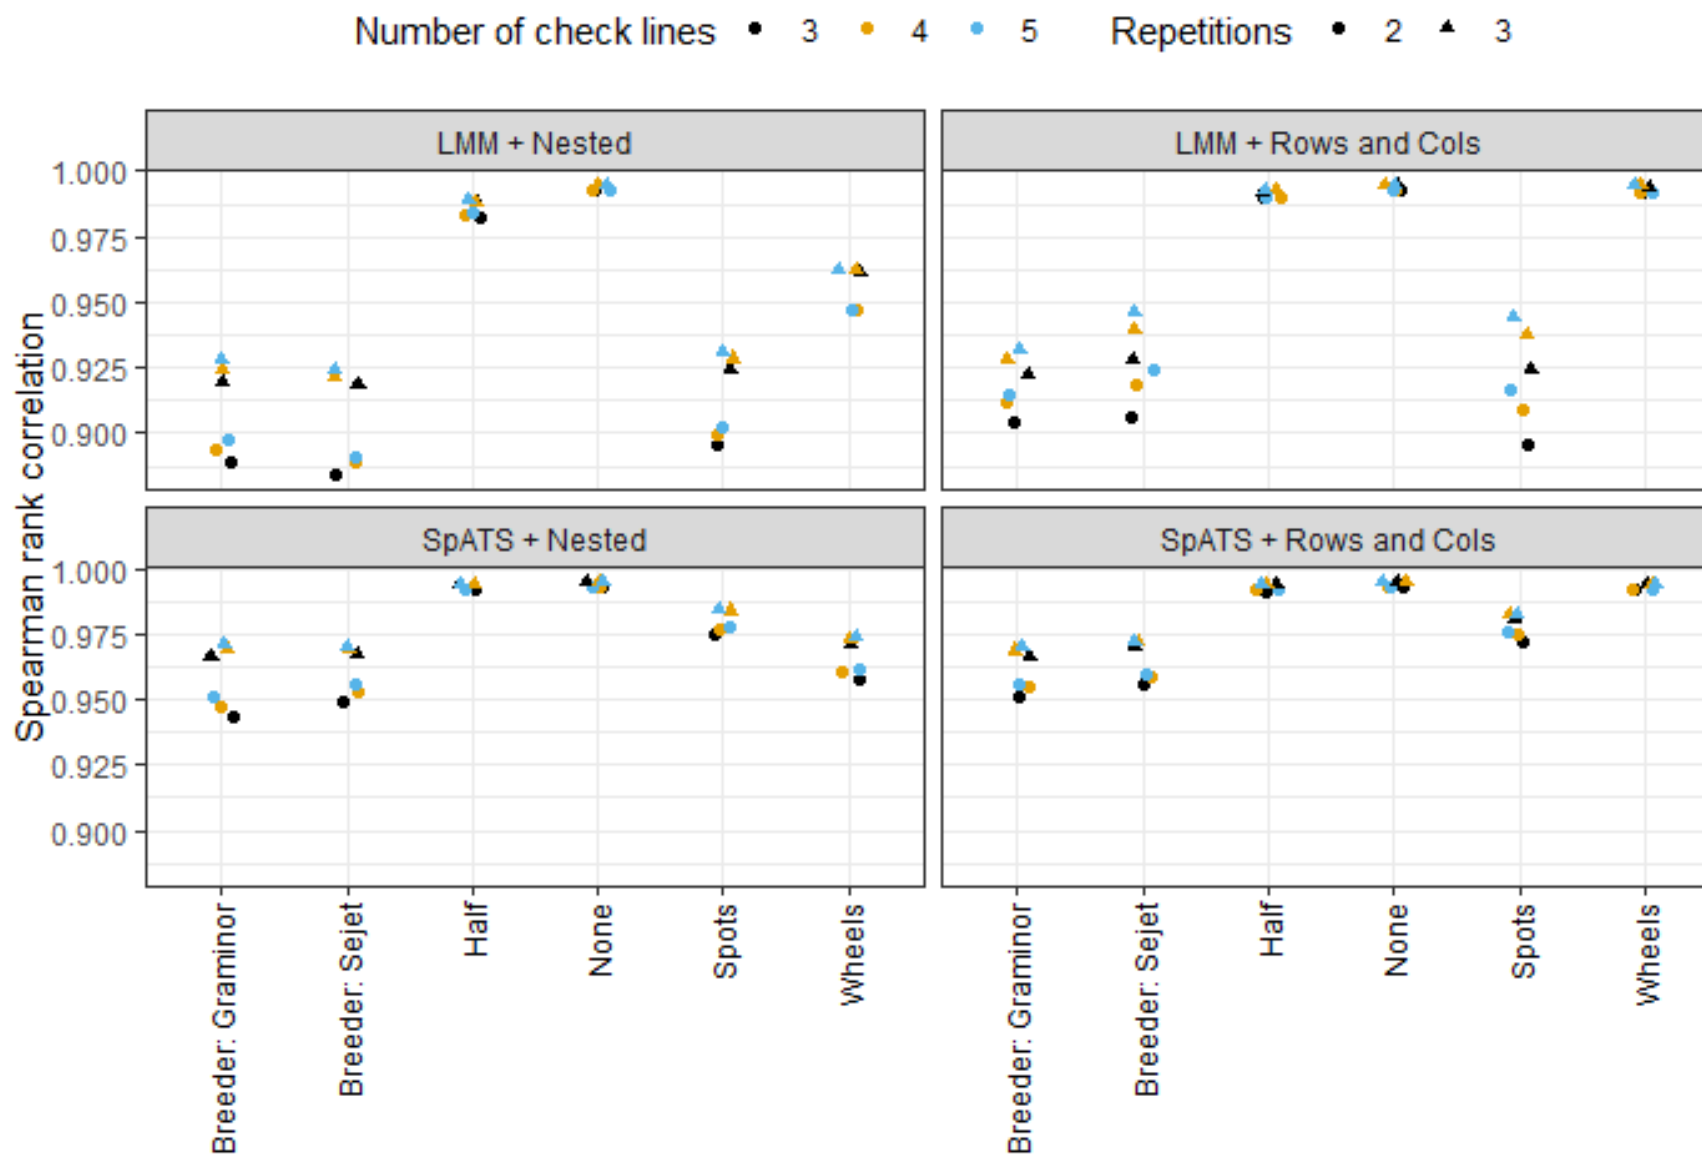 Number of check lines 3 4 5 Repetitions 2 3
LMM + Nested
LMM + Rows and Cols
1.000
0.975
0.950
0.925
0.900
Spearman rank correlation
SpATS + Nested
SpATS + Rows and Cols
1.000
0.975
0.950
0.925
0.900
Breeder: Graminor
Breeder: Sejet
Half
None
Spots
Wheels
Breeder: Graminor
Breeder: Sejet
Half
None
Spots
Wheels